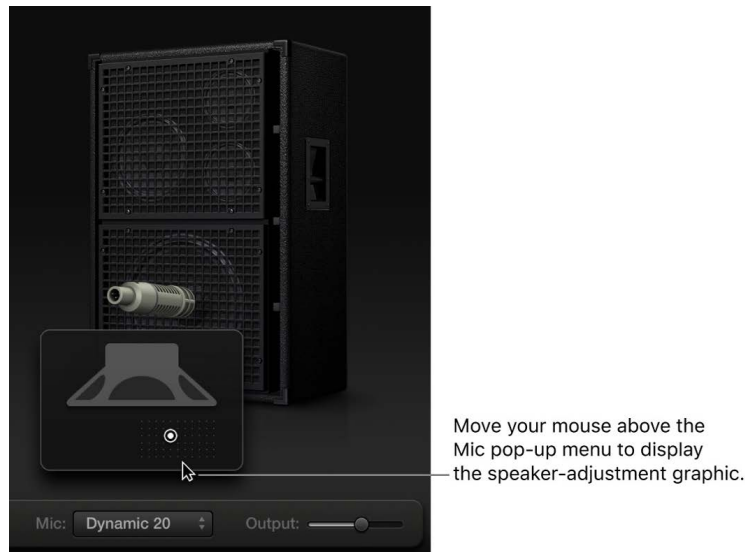 Move your mouse above the
Mic pop-up menu to display
the speaker-adjustment graphic.
Mic: Dynamic 20 Output: